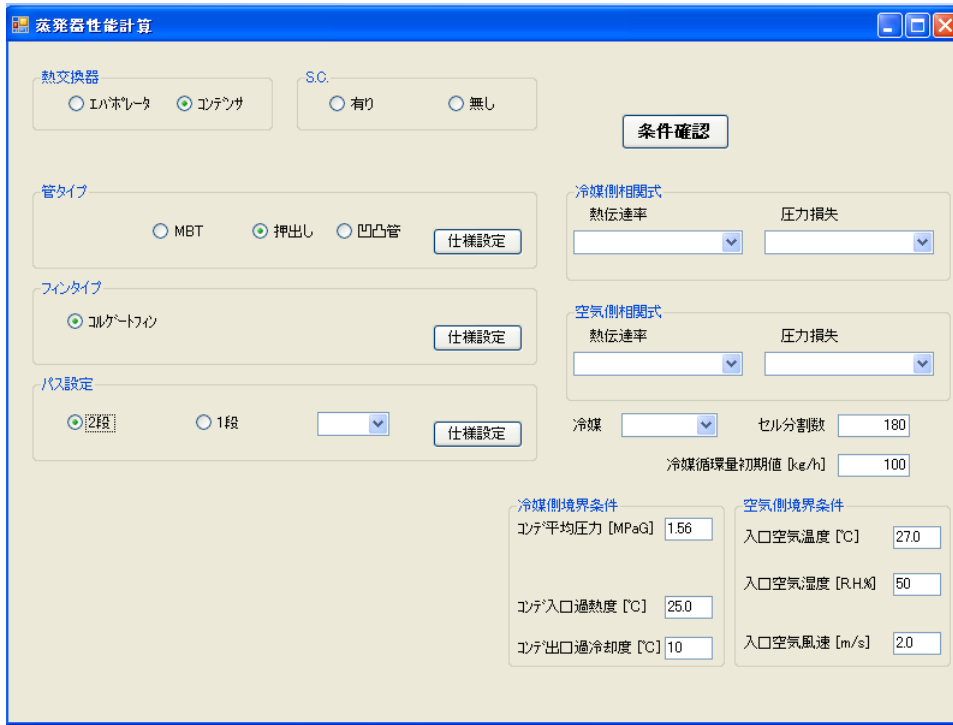 蒸発器性能計算
熱交換器
ｴﾊﾞﾎﾟﾚｰﾀ
ｺﾝﾃﾞﾝｻ
S.C.
有り
無し
条件確認
管タイプ
MBT
押出し
凹凸管
仕様設定
フィンタイプ
ｺﾙｹﾞｰﾄﾌｨﾝ
仕様設定
パス設定
2段
1段
仕様設定
冷媒側相関式
熱伝達率
圧力損失
空気側相関式
熱伝達率
圧力損失
冷媒
セル分割数
180
冷媒循環量初期値 [kg/h]
100
冷媒側境界条件
ｺﾝﾃﾞ平均圧力 [MPaG]
1.56
ｺﾝﾃﾞ入口過熱度 [℃]
25.0
ｺﾝﾃﾞ出口過冷却度 [℃]
10
空気側境界条件
入口空気温度 [℃]
27.0
入口空気湿度 [R.H.%]
50
入口空気風速 [m/s]
2.0